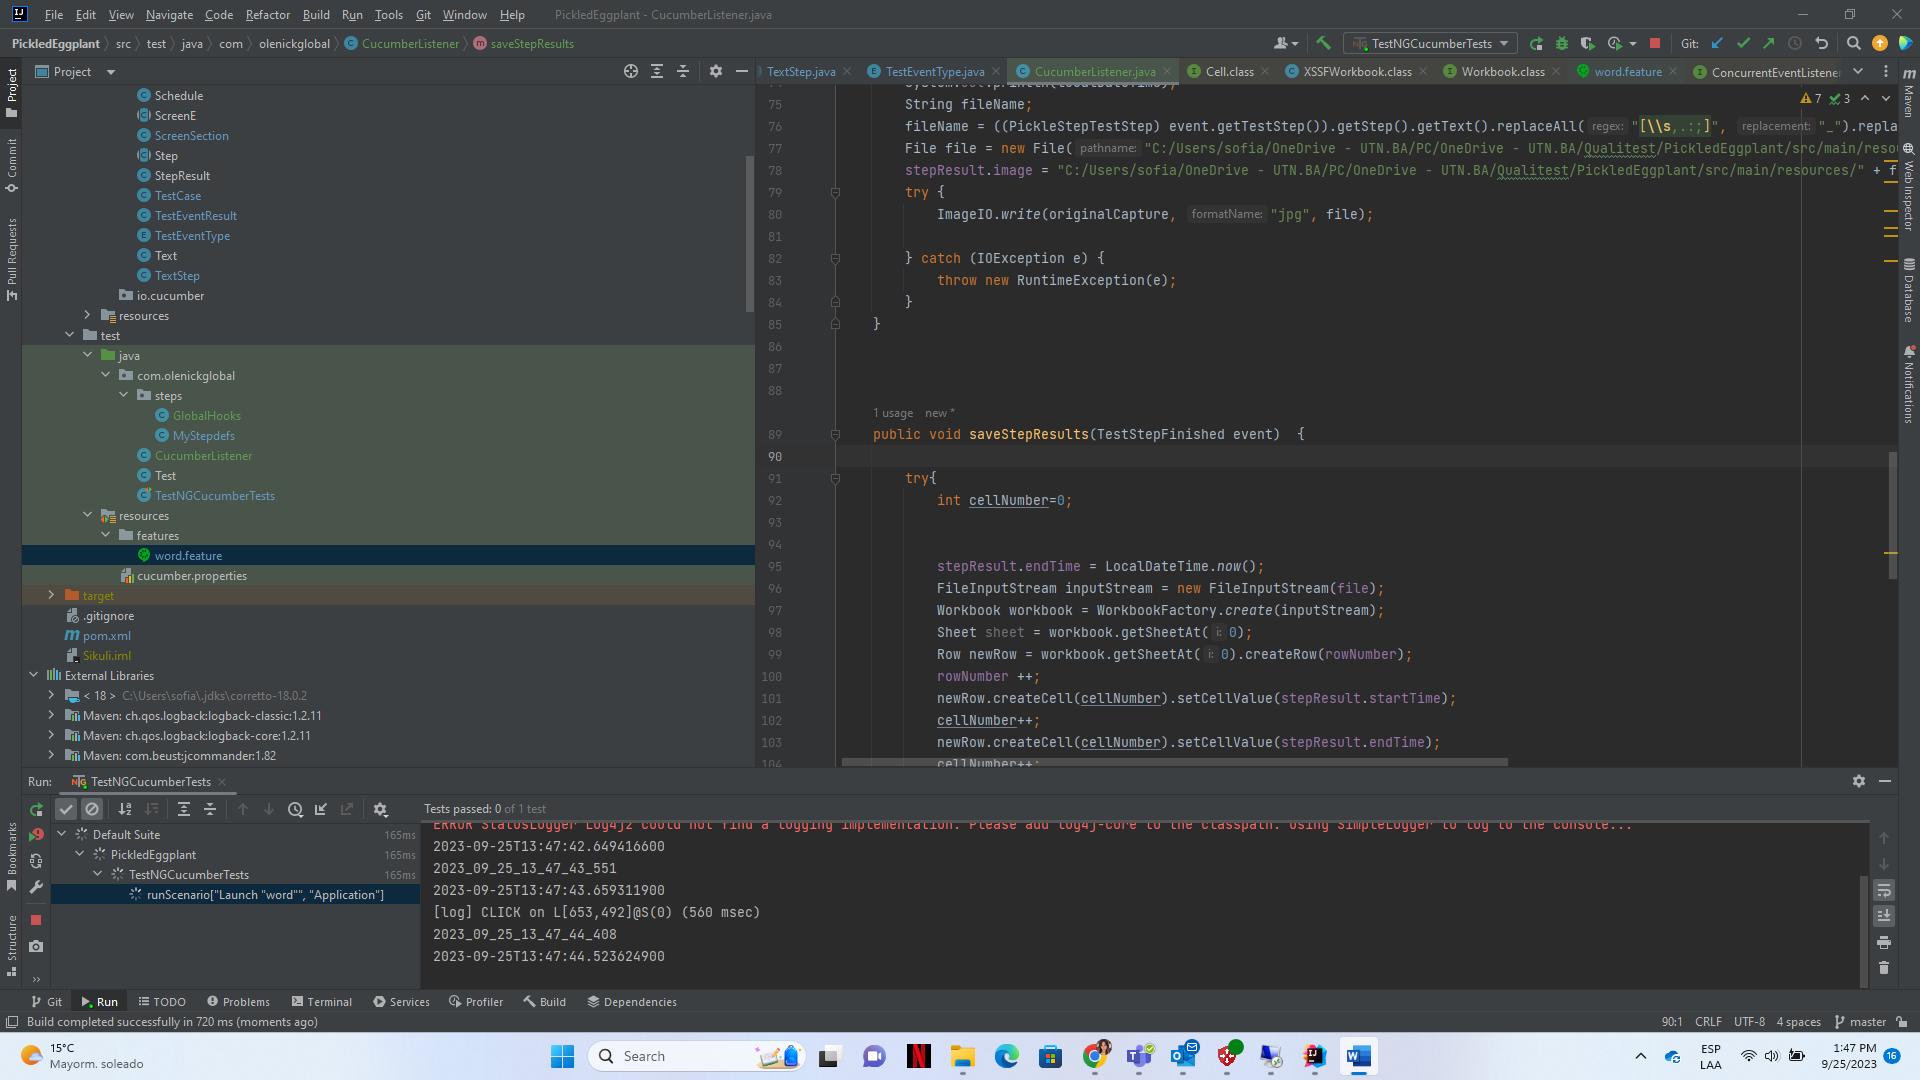 File Edit View Navigate Code Refactor Build Run Tools Git Window Help PickledEggplant - CucumberListener.java
PickledEggplant src test java com olenickglobal CucumberListener saveStepResults TestNGCucumberTests Git:
Project TextStep.java TestEventType.java CucumberListener.java Cell.class XSSFWorkbook.class Workbook.class word.feature ConcurrentEventListene
Project
Commit
Pull Requests
Bookmarks
Structure
Maven
Web Inspector
Database
Notifications
Schedule
ScreenE
ScreenSection
Step
StepResult
TestCase
TestEventResult
TestEventType
Text
TextStep
io.cucumber
resources
test
java
com.olenickglobal
steps
GlobalHooks
MyStepdefs
CucumberListener
Test
TestNGCucumberTests
resources
features
word.feature
cucumber.properties
target
.gitignore
pom.xml
Sikuli.iml
External Libraries
< 18 > C:\Users\sofia\.jdks\corretto-18.0.2
Maven: ch.qos.logback:logback-classic:1.2.11
Maven: ch.qos.logback:logback-core:1.2.11
Maven: com.beust:jcommander:1.82
7 3
75 String fileName;
76 fileName = ((PickleStepTestStep) event.getTestStep()).getStep().getText().replaceAll( regex: "[\\s,.:;]", replacement: "_").repla
77 File file = new File( pathname: "C:/Users/sofia/OneDrive - UTN.BA/PC/OneDrive - UTN.BA/Qualitest/PickledEggplant/src/main/resou
78 stepResult.image = "C:/Users/sofia/OneDrive - UTN.BA/PC/OneDrive - UTN.BA/Qualitest/PickledEggplant/src/main/resources/" + f
79 try {
80 ImageIO.write(originalCapture, formatName: "jpg", file);
81
82 } catch (IOException e) {
83 throw new RuntimeException(e);
84 }
85 }
86
87
88
1 usage new *
89 public void saveStepResults(TestStepFinished event) {
90
91 try{
92 int cellNumber=0;
93
94
95 stepResult.endTime = LocalDateTime.now();
96 FileInputStream inputStream = new FileInputStream(file);
97 Workbook workbook = WorkbookFactory.create(inputStream);
98 Sheet sheet = workbook.getSheetAt( i: 0);
99 Row newRow = workbook.getSheetAt( i: 0).createRow(rowNumber);
100 rowNumber ++;
101 newRow.createCell(cellNumber).setCellValue(stepResult.startTime);
102 cellNumber++;
103 newRow.createCell(cellNumber).setCellValue(stepResult.endTime);
104 cellNumber++;
Run: TestNGCucumberTests
Tests passed: 0 of 1 test
Default Suite 165ms
PickledEggplant 165ms
TestNGCucumberTests 165ms
runScenario["Launch "word"", "Application"]
ERROR StatusLogger Log4j2 could not find a logging implementation. Please add log4j-core to the classpath. Using SimpleLogger to log to the console...
2023-09-25T13:47:42.649416600
2023_09_25_13_47_43_551
2023-09-25T13:47:43.659311900
[log] CLICK on L[653,492]@S(0) (560 msec)
2023_09_25_13_47_44_408
2023-09-25T13:47:44.523624900
Git Run TODO Problems Terminal Services Profiler Build Dependencies
Build completed successfully in 720 ms (moments ago) 90:1 CRLF UTF-8 4 spaces master
15°C
Mayorm. soleado
Search
ESP
LAA
1:47 PM
9/25/2023
16